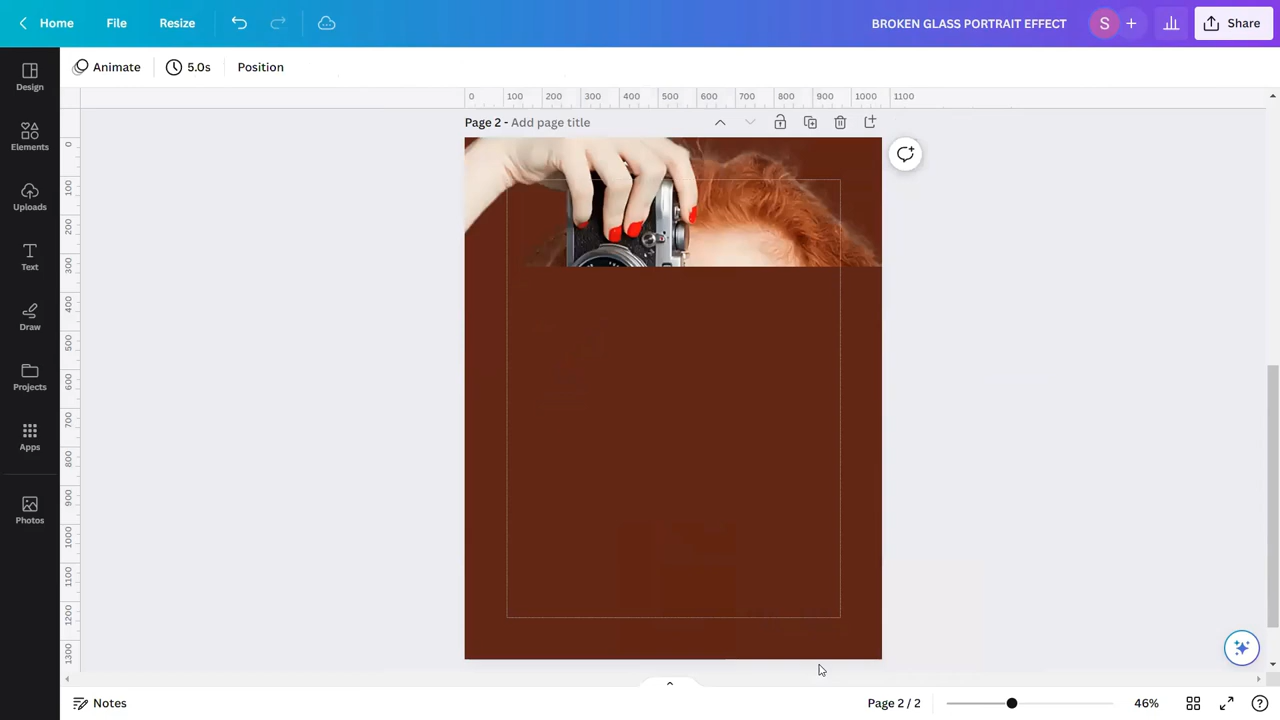 Home File Resize BROKEN GLASS PORTRAIT EFFECT S + Share
Animate 5.0s Position
0 100 200 300 400 500 600 700 800 900 1000 1100
Page 2 - Add page title
Design
Elements
Uploads
Text
Draw
Projects
Apps
Photos
0
100
200
300
400
500
600
700
800
900
1000
1100
1200
1300
Notes Page 2 / 2 46% ?